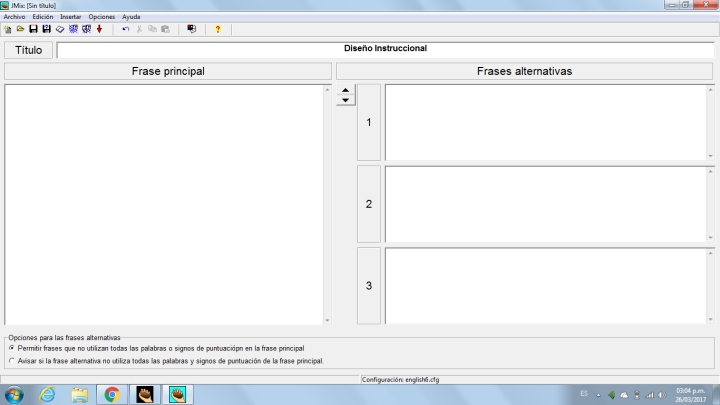 JMix: [Sin título]
Archivo Edición Insertar Opciones Ayuda
Título
Diseño Instruccional
Frase principal
Frases alternativas
1
2
3
Opciones para las frases alternativas
Permitir frases que no utilizan todas las palabras o signos de puntuaciópn en la frase principal
Avisar si la frase alternativa no utiliza todas las palabras y signos de puntuación de la frase principal.
Configuración: english6.cfg
ES
03:04 p.m.
26/03/2017